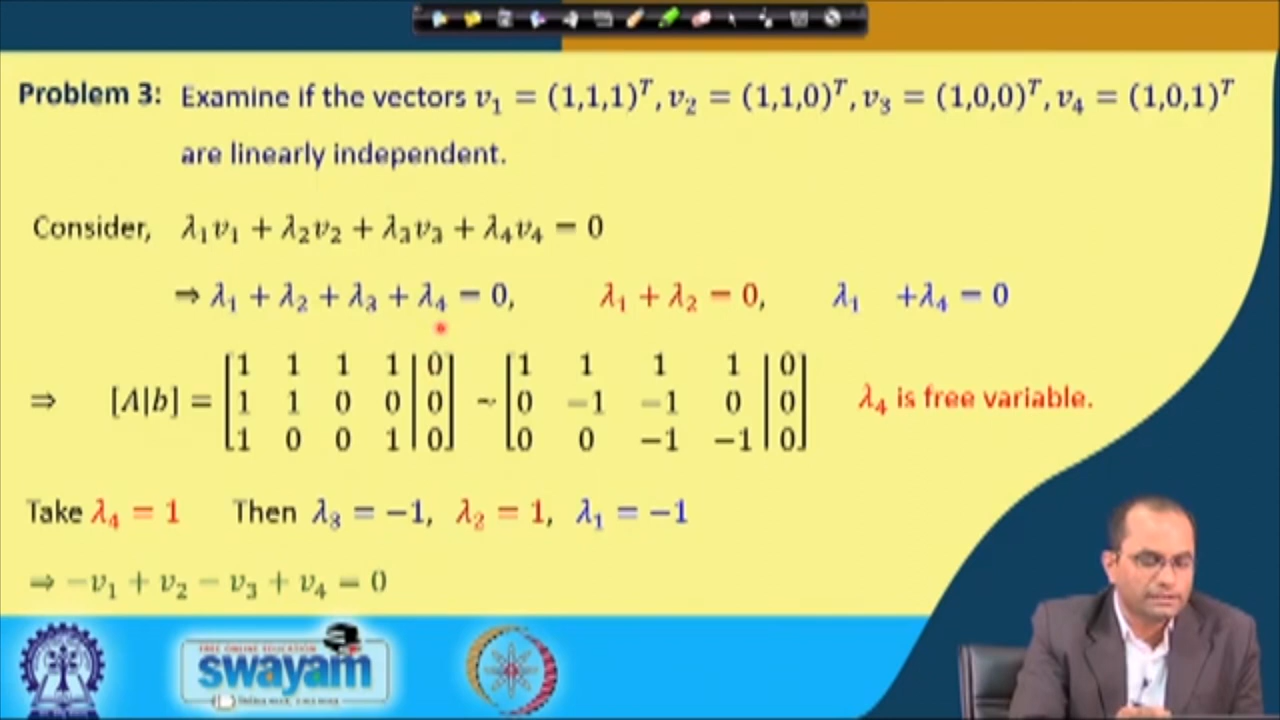 Problem 3: Examine if the vectors v₁ = (1,1,1)ᵀ, v₂ = (1,1,0)ᵀ, v₃ = (1,0,0)ᵀ, v₄ = (1,0,1)ᵀ
are linearly independent.
Consider, λ₁v₁ + λ₂v₂ + λ₃v₃ + λ₄v₄ = 0
⇒ λ₁ + λ₂ + λ₃ + λ₄ = 0, λ₁ + λ₂ = 0, λ₁ +λ₄ = 0
⇒ [A|b] = [1 1 1 1 | 0; 1 1 0 0 | 0; 1 0 0 1 | 0] ~ [1 1 1 1 | 0; 0 −1 −1 0 | 0; 0 0 −1 −1 | 0] λ₄ is free variable.
Take λ₄ = 1 Then λ₃ = −1, λ₂ = 1, λ₁ = −1
⇒ −v₁ + v₂ − v₃ + v₄ = 0
FREE ONLINE EDUCATION
swayam